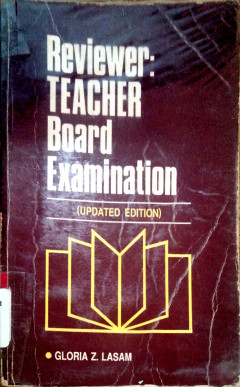 Reviewer:
TEACHER
Board
Examination
(UPDATED EDITION)
GLORIA Z. LASAM